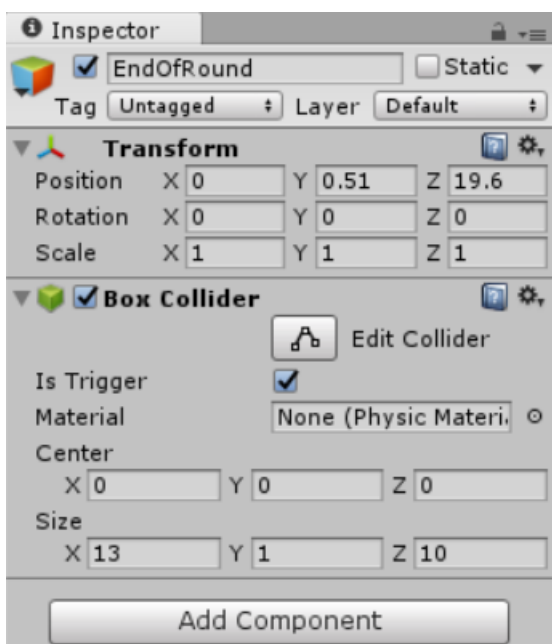 Inspector
EndOfRound Static
Tag Untagged Layer Default
Transform
Position X 0 Y 0.51 Z 19.6
Rotation X 0 Y 0 Z 0
Scale X 1 Y 1 Z 1
Box Collider
Edit Collider
Is Trigger
Material None (Physic Materi
Center
X 0 Y 0 Z 0
Size
X 13 Y 1 Z 10
Add Component